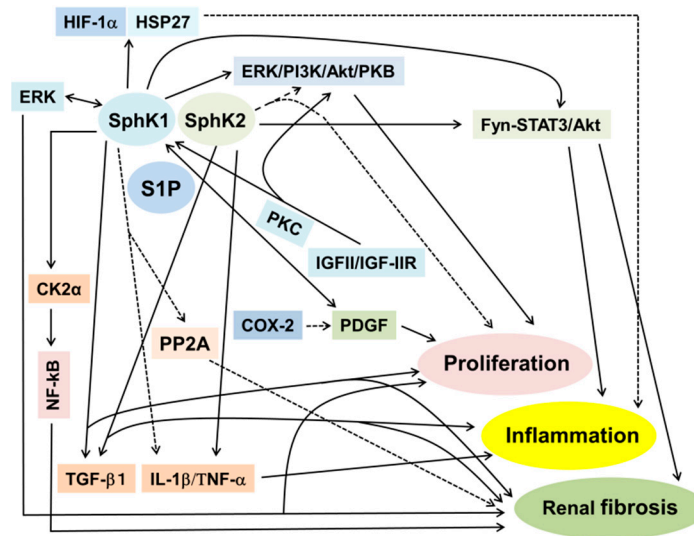 HIF-1α HSP27
ERK/PI3K/Akt/PKB
ERK
SphK1 SphK2
Fyn-STAT3/Akt
S1P
PKC
IGFII/IGF-IIR
CK2α
COX-2 PDGF
PP2A
Proliferation
NF-kB
Inflammation
TGF-β1 IL-1β/TNF-α
Renal fibrosis